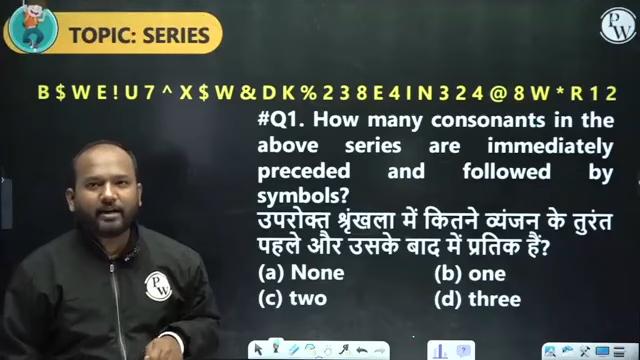 TOPIC: SERIES
PW
B $ W E ! U 7 ^ X $ W & D K % 2 3 8 E 4 I N 3 2 4 @ 8 W * R 1 2
#Q1. How many consonants in the
above series are immediately
preceded and followed by
symbols?
उपरोक्त श्रृंखला में कितने व्यंजन के तुरंत
पहले और उसके बाद में प्रतिक हैं?
(a) None (b) one
(c) two (d) three
PW